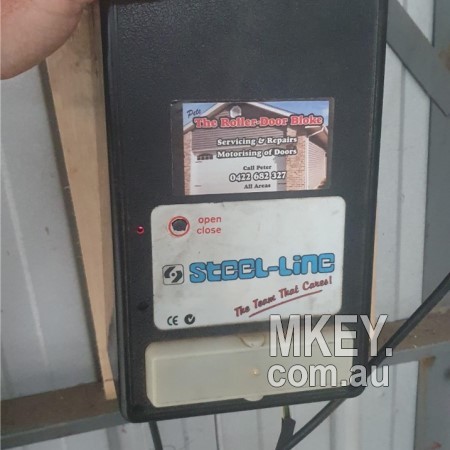 Pete
The Roller-Door Bloke
Servicing & Repairs
Motorising of Doors
Call Peter
0422 682 327
All Areas
open
close
STEEL-LINE
The Team That Cares!
CE
MKEY.
com.au